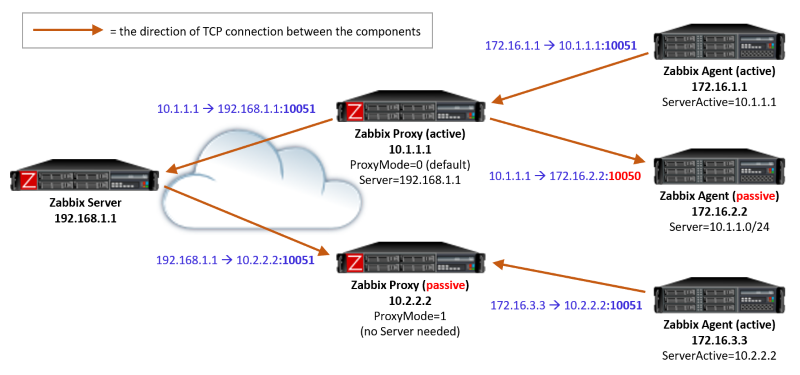 = the direction of TCP connection between the components
172.16.1.1 → 10.1.1.1:10051
Zabbix Agent (active)
172.16.1.1
ServerActive=10.1.1.1
10.1.1.1 → 192.168.1.1:10051
Z
Zabbix Proxy (active)
10.1.1.1
ProxyMode=0 (default)
Server=192.168.1.1
Z
Zabbix Server
192.168.1.1
10.1.1.1 → 172.16.2.2:10050
Zabbix Agent (passive)
172.16.2.2
Server=10.1.1.0/24
192.168.1.1 → 10.2.2.2:10051
Z
Zabbix Proxy (passive)
10.2.2.2
ProxyMode=1
(no Server needed)
172.16.3.3 → 10.2.2.2:10051
Zabbix Agent (active)
172.16.3.3
ServerActive=10.2.2.2